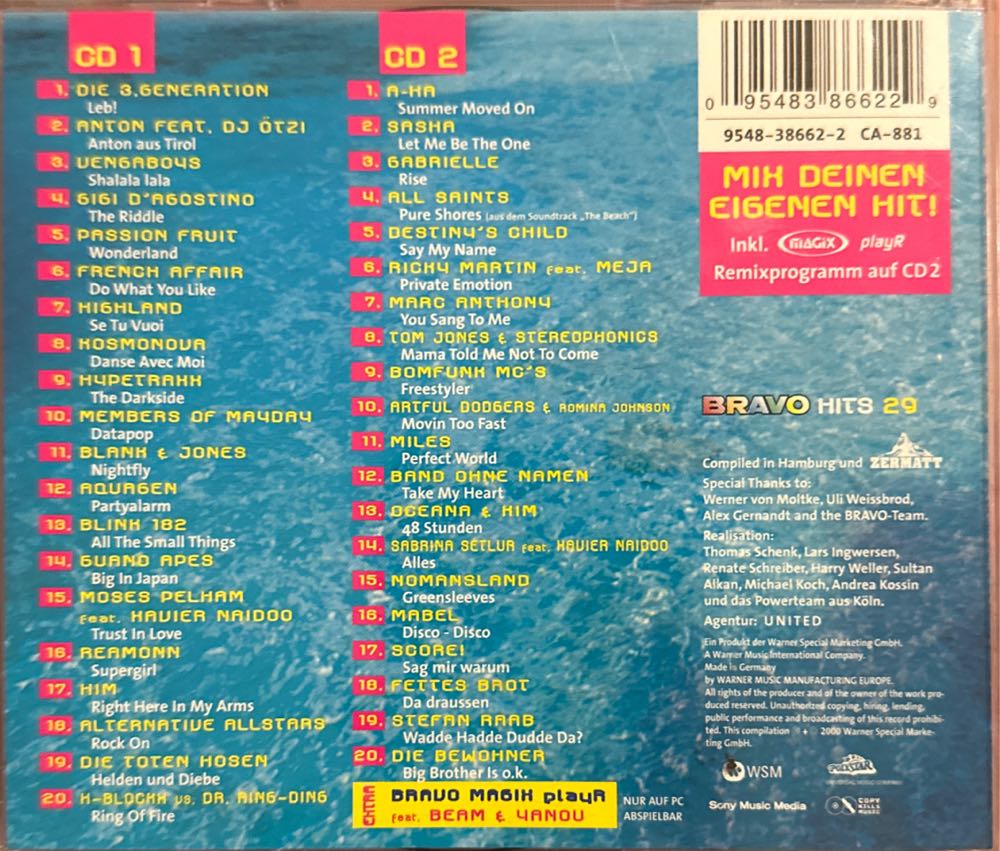 CD 1
1. DIE 3.GENERATION
Leb!
2. ANTON FEAT. DJ ÖTZI
Anton aus Tirol
3. VENGABOYS
Shalala lala
4. GIGI D'AGOSTINO
The Riddle
5. PASSION FRUIT
Wonderland
6. FRENCH AFFAIR
Do What You Like
7. HIGHLAND
Se Tu Vuoi
8. KOSMONOVA
Danse Avec Moi
9. HYPETRAXX
The Darkside
10. MEMBERS OF MAYDAY
Datapop
11. BLANK & JONES
Nightfly
12. AQUAGEN
Partyalarm
13. BLINK 182
All The Small Things
14. GUANO APES
Big In Japan
15. MOSES PELHAM
feat. XAVIER NAIDOO
Trust In Love
16. REAMONN
Supergirl
17. HIM
Right Here In My Arms
18. ALTERNATIVE ALLSTARS
Rock On
19. DIE TOTEN HOSEN
Helden und Diebe
20. H-BLOCKX vs. DR. RING-DING
Ring Of Fire
CD 2
1. A-HA
Summer Moved On
2. SASHA
Let Me Be The One
3. GABRIELLE
Rise
4. ALL SAINTS
Pure Shores (aus dem Soundtrack „The Beach“)
5. DESTINY'S CHILD
Say My Name
6. RICKY MARTIN feat. MEJA
Private Emotion
7. MARC ANTHONY
You Sang To Me
8. TOM JONES & STEREOPHONICS
Mama Told Me Not To Come
9. BOMFUNK MC'S
Freestyler
10. ARTFUL DODGERS & ROMINA JOHNSON
Movin Too Fast
11. MILES
Perfect World
12. BAND OHNE NAMEN
Take My Heart
13. OCEANA & KIM
48 Stunden
14. SABRINA SETLUR feat. XAVIER NAIDOO
Alles
15. NOMANSLAND
Greensleeves
16. MABEL
Disco - Disco
17. SCORE!
Sag mir warum
18. FETTES BROT
Da draussen
19. STEFAN RAAB
Wadde Hadde Dudde Da?
20. DIE BEWOHNER
Big Brother Is o.k.
EXTRA
BRAVO MAGIX playR
feat. BEAM & YANOU
NUR AUF PC
ABSPIELBAR
0 95483 86622 9
9548-38662-2 CA-881
MIX DEINEN
EIGENEN HIT!
Inkl. MAGIX playR
Remixprogramm auf CD 2
BRAVO HITS 29
Compiled in Hamburg und ZERMATT
Special Thanks to:
Werner von Moltke, Uli Weissbrod,
Alex Gernandt and the BRAVO-Team.
Realisation:
Thomas Schenk, Lars Ingwersen,
Renate Schreiber, Harry Weller, Sultan
Alkan, Michael Koch, Andrea Kossin
und das Powerteam aus Köln.
Agentur: UNITED
Ein Produkt der Warner Special Marketing GmbH.
A Warner Music International Company.
Made in Germany
by WARNER MUSIC MANUFACTURING EUROPE.
All rights of the producer and of the owner of the work pro-
duced reserved. Unauthorized copying, hiring, lending,
public performance and broadcasting of this record prohibi-
ted. This compilation ℗ + © 2000 Warner Special Marke-
ting GmbH.
WSM
POLYSTAR
Sony Music Media
COPY
KILLS
MUSIC